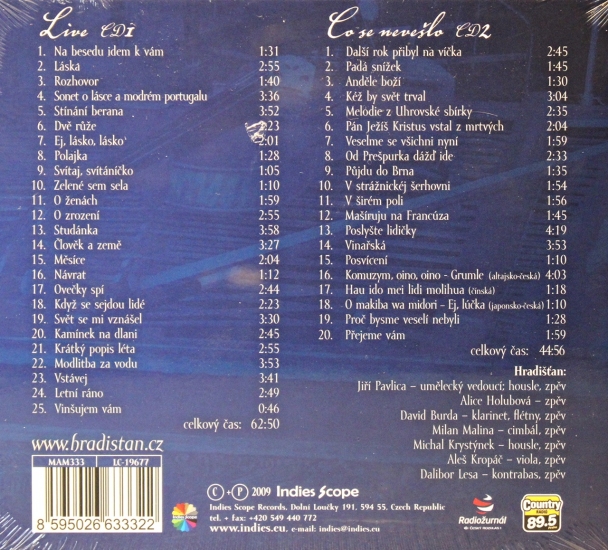 Live CD1
1. Na besedu idem k vám 1:31
2. Láska 2:55
3. Rozhovor 1:40
4. Sonet o lásce a modrém portugalu 3:36
5. Stínání berana 3:52
6. Dvě růže :23
7. Ej, lásko, lásko 2:01
8. Polajka 1:28
9. Svítaj, svítáníčko 1:05
10. Zelené sem sela 1:10
11. O ženách 1:59
12. O zrození 2:55
13. Studánka 3:58
14. Člověk a země 3:27
15. Měsíce 2:04
16. Návrat 1:12
17. Ovečky spí 2:44
18. Když se sejdou lidé 2:23
19. Svět se mi vznášel 3:30
20. Kamínek na dlani 2:45
21. Krátký popis léta 2:55
22. Modlitba za vodu 3:53
23. Vstávej 3:41
24. Letní ráno 2:49
25. Vinšujem vám 0:46
celkový čas: 62:50
www.hradistan.cz
MAM333 LC-19677
8 595026 633322
Co se nevešlo CD2
1. Další rok přibyl na víčka 2:45
2. Padá snížek 1:45
3. Anděle boží 1:30
4. Kéž by svět trval 3:04
5. Melodie z Uhrovské sbírky 2:35
6. Pán Ježíš Kristus vstal z mrtvých 2:04
7. Veselme se všichni nyní 1:59
8. Od Prešpurka dážď ide 2:33
9. Půjdu do Brna 1:35
10. V strážnickéj šerhovni 1:54
11. V širém poli 1:56
12. Mašíruju na Francúza 1:45
13. Poslyšte lidičky 4:19
14. Vinařská 3:53
15. Posvícení 1:10
16. Komuzym, oino, oino - Grumle (altajsko-česká) 4:03
17. Hau ido mei lidi molihua (čínská) 1:18
18. O makiba wa midori - Ej, lúčka (japonsko-česká) 1:10
19. Proč bysme veselí nebyli 1:28
20. Přejeme vám 1:59
celkový čas: 44:56
Hradišťan:
Jiří Pavlica – umělecký vedoucí; housle, zpěv
Alice Holubová – zpěv
David Burda – klarinet, flétny, zpěv
Milan Malina – cimbál, zpěv
Michal Krystýnek – housle, zpěv
Aleš Kropáč – viola, zpěv
Dalibor Lesa – kontrabas, zpěv
© + ℗ 2009 Indies Scope
Indies Scope Records. Dolní Loučky 191. 594 55. Czech Republic
tel. + fax: +420 549 440 772
www.indies.eu. e-mail: indies@indies.eu
Radiožurnál
Country
RADIO
89.5